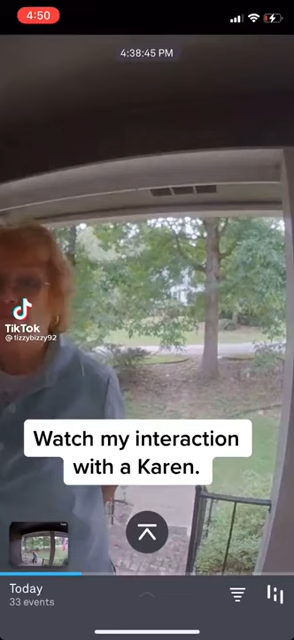 4:50
4:38:45 PM
TikTok
@tizzybizzy92
Watch my interaction
with a Karen.
Today
33 events